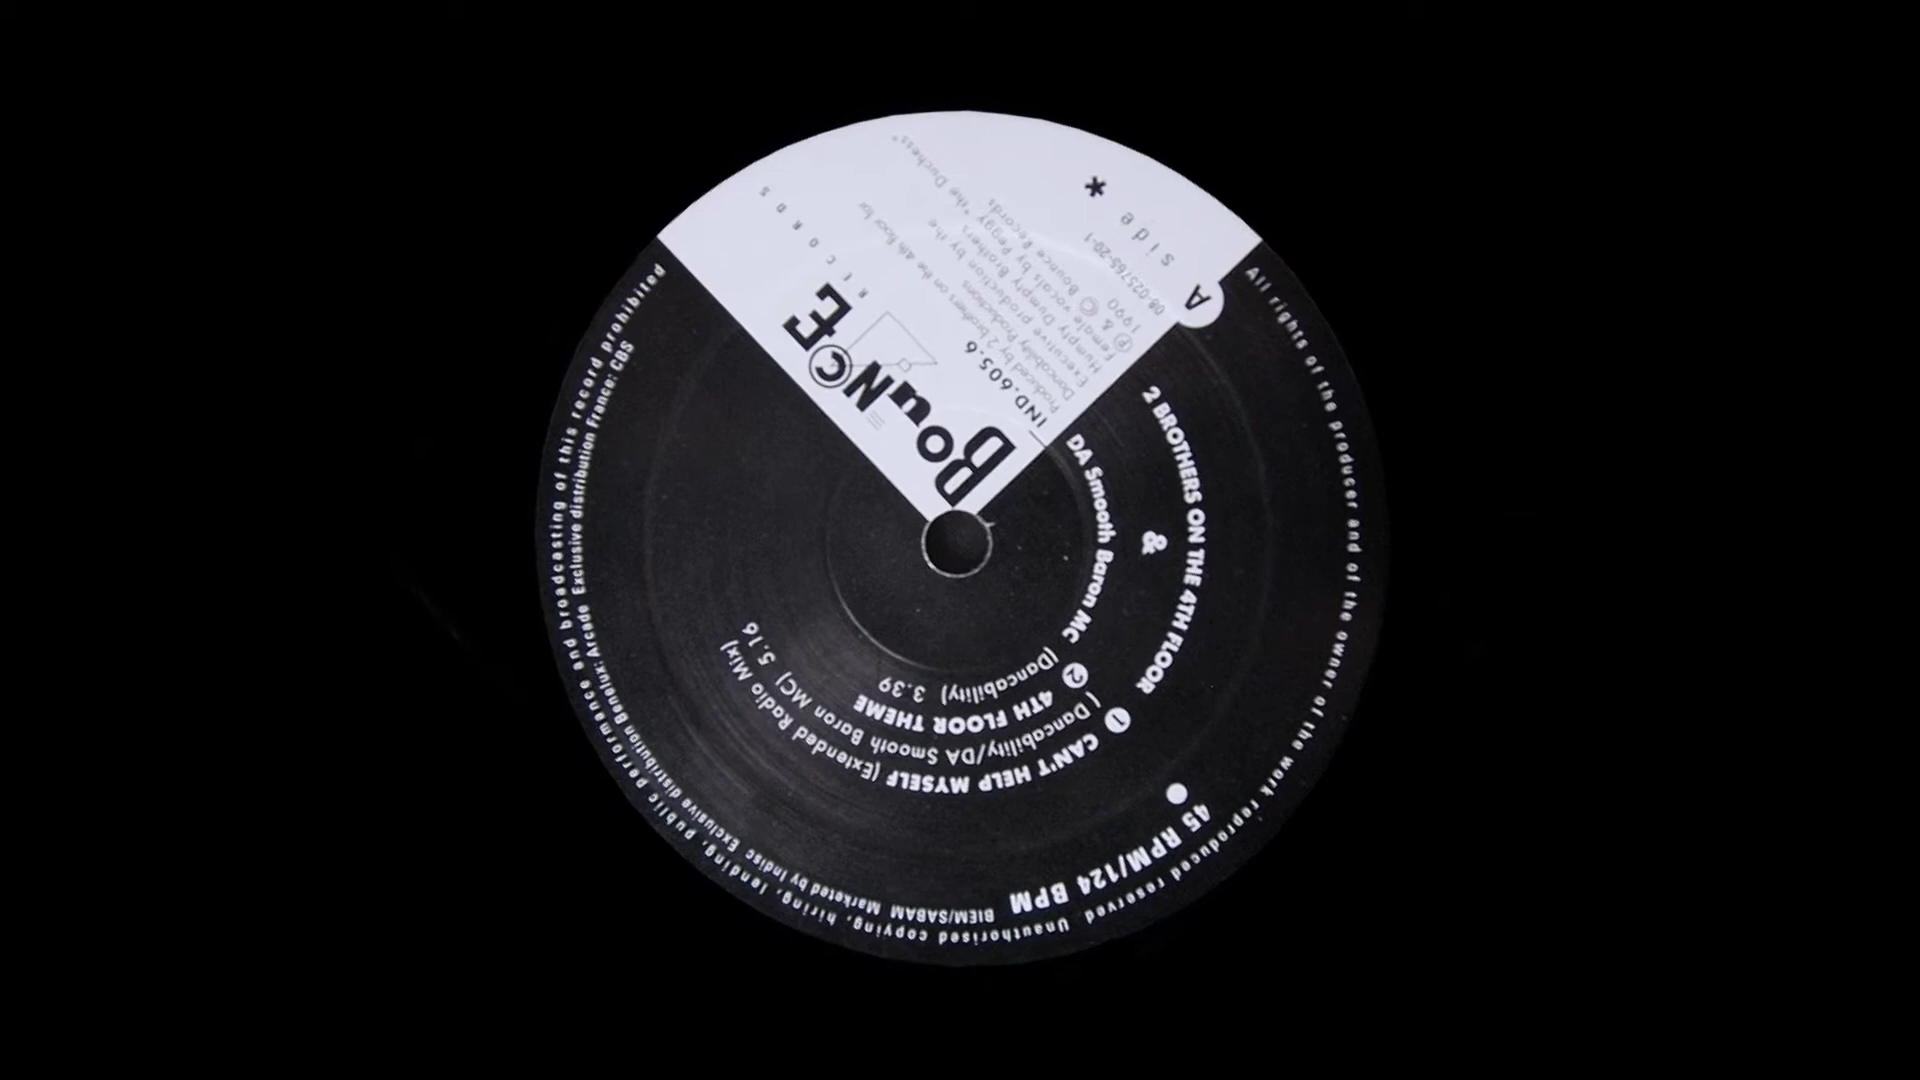 BOUNCE
RECORDS
side *
A
08-025765-20-1
IND.605.6
Produced by 2 brothers on the 4th floor for
Dancability Productions
Executive production by the
Humpty Dumpty Brothers
Female vocals by Peggy "the Duchess"
Ⓟ & © Bounce Records
1990
2 BROTHERS ON THE 4TH FLOOR
&
DA Smooth Baron MC
1 CAN'T HELP MYSELF (Extended Radio Mix)
( Dancability/DA Smooth Baron MC) 5.16
2 4TH FLOOR THEME
(Dancability) 3.39
45 RPM/124 BPM
All rights of the producer and of the owner of the work reproduced reserved Unauthorised copying, hiring, lending, public performance and broadcasting of this record prohibited
BIEM/SABAM Marketed by Indisc Exclusive distribution Benelux: Arcade Exclusive distribution France: CBS